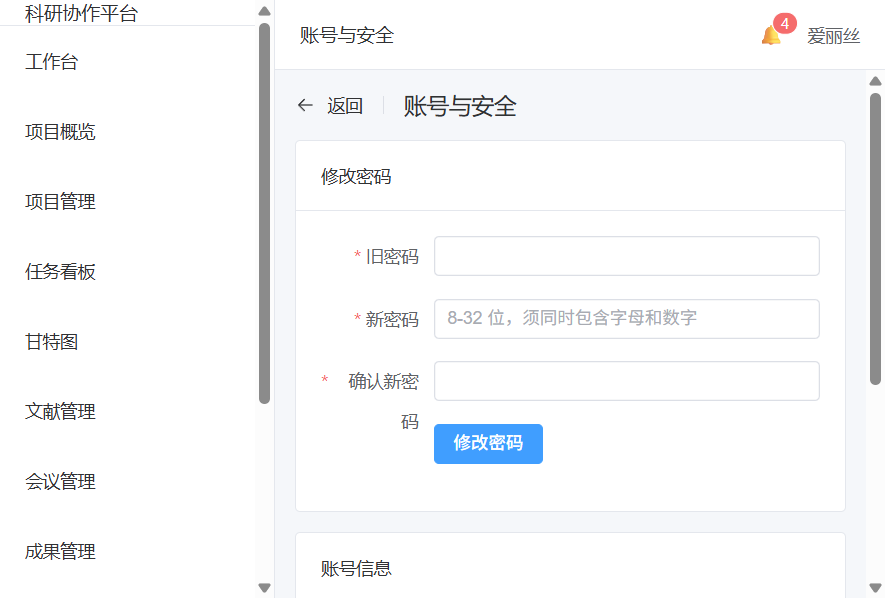 科研协作平台
工作台
项目概览
项目管理
任务看板
甘特图
文献管理
会议管理
成果管理
账号与安全
4
爱丽丝
返回
账号与安全
修改密码
* 旧密码
* 新密码
8-32 位，须同时包含字母和数字
* 确认新密
码
修改密码
账号信息